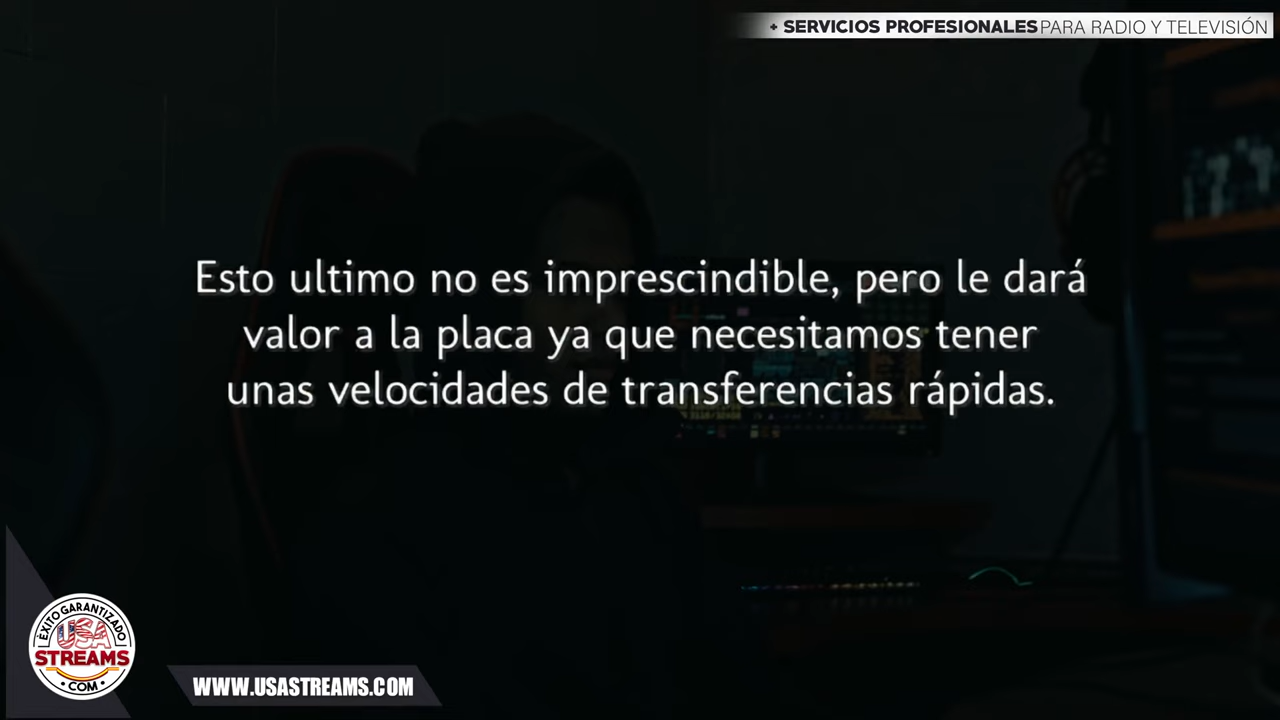 + SERVICIOS PROFESIONALES PARA RADIO Y TELEVISIÓN
Esto ultimo no es imprescindible, pero le dará
valor a la placa ya que necesitamos tener
unas velocidades de transferencias rápidas.
ÉXITO GARANTIZADO
USA
STREAMS
• COM •
WWW.USASTREAMS.COM